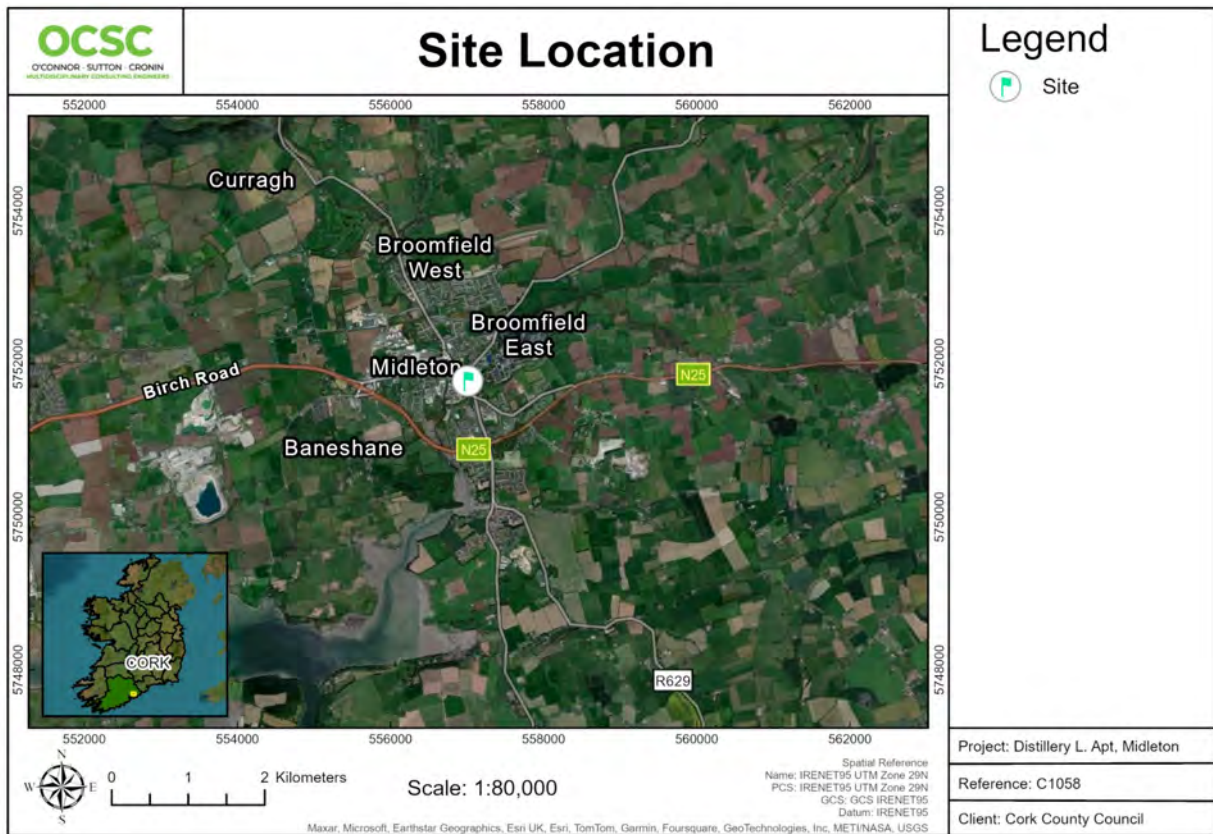 OCSC
O'CONNOR · SUTTON · CRONIN
MULTIDISCIPLINARY CONSULTING ENGINEERS
Site Location
Legend
Site
552000 554000 556000 558000 560000 562000
5754000
5754000
Curragh
Broomfield
West
Broomfield
East
5752000
5752000
Midleton
Birch Road
N25
Baneshane
N25
5750000
5750000
CORK
5748000
5748000
R629
552000 554000 556000 558000 560000 562000
N
W E
S
0 1 2 Kilometers
Scale: 1:80,000
Spatial Reference
Name: IRENET95 UTM Zone 29N
PCS: IRENET95 UTM Zone 29N
GCS: GCS IRENET95
Datum: IRENET95
Maxar, Microsoft, Earthstar Geographics, Esri UK, Esri, TomTom, Garmin, Foursquare, GeoTechnologies, Inc, METI/NASA, USGS
Project: Distillery L. Apt, Midleton
Reference: C1058
Client: Cork County Council